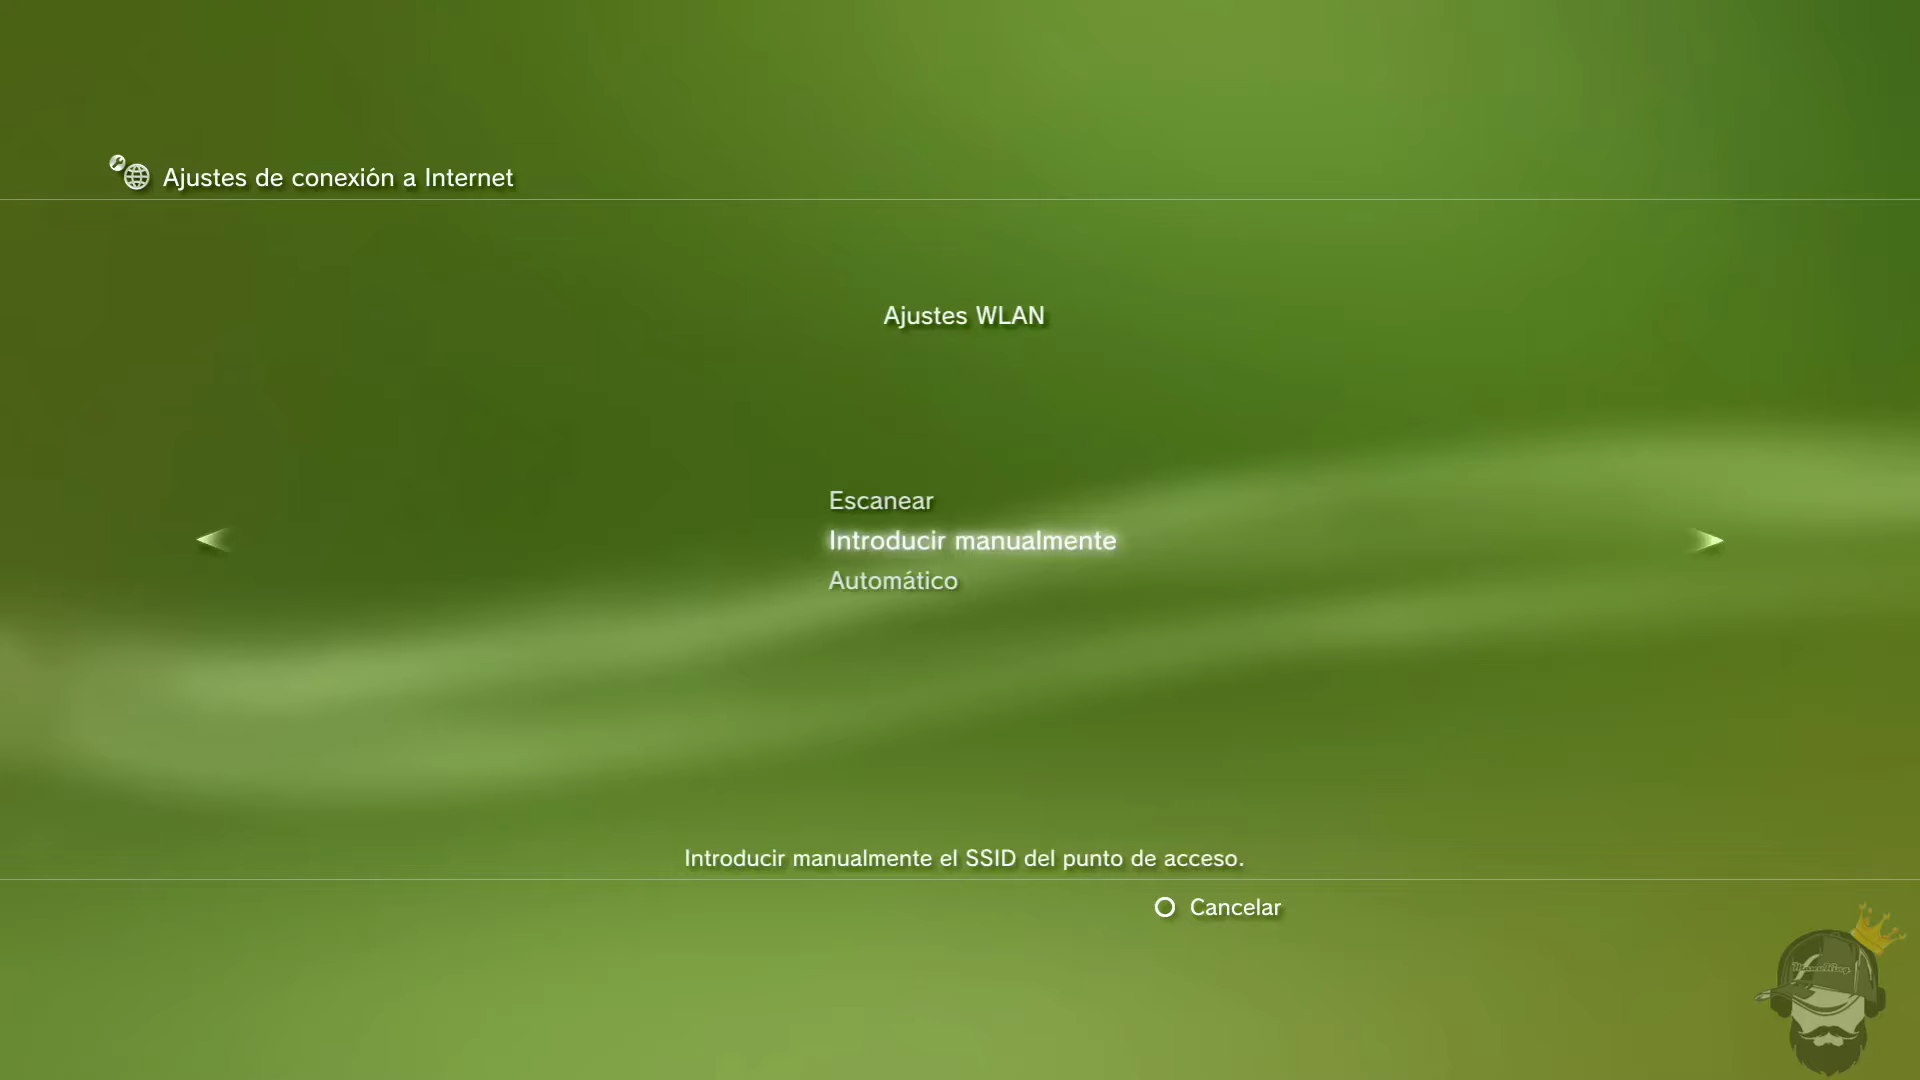 Ajustes de conexión a Internet
Ajustes WLAN
Escanear
Introducir manualmente
Automático
Introducir manualmente el SSID del punto de acceso.
Cancelar